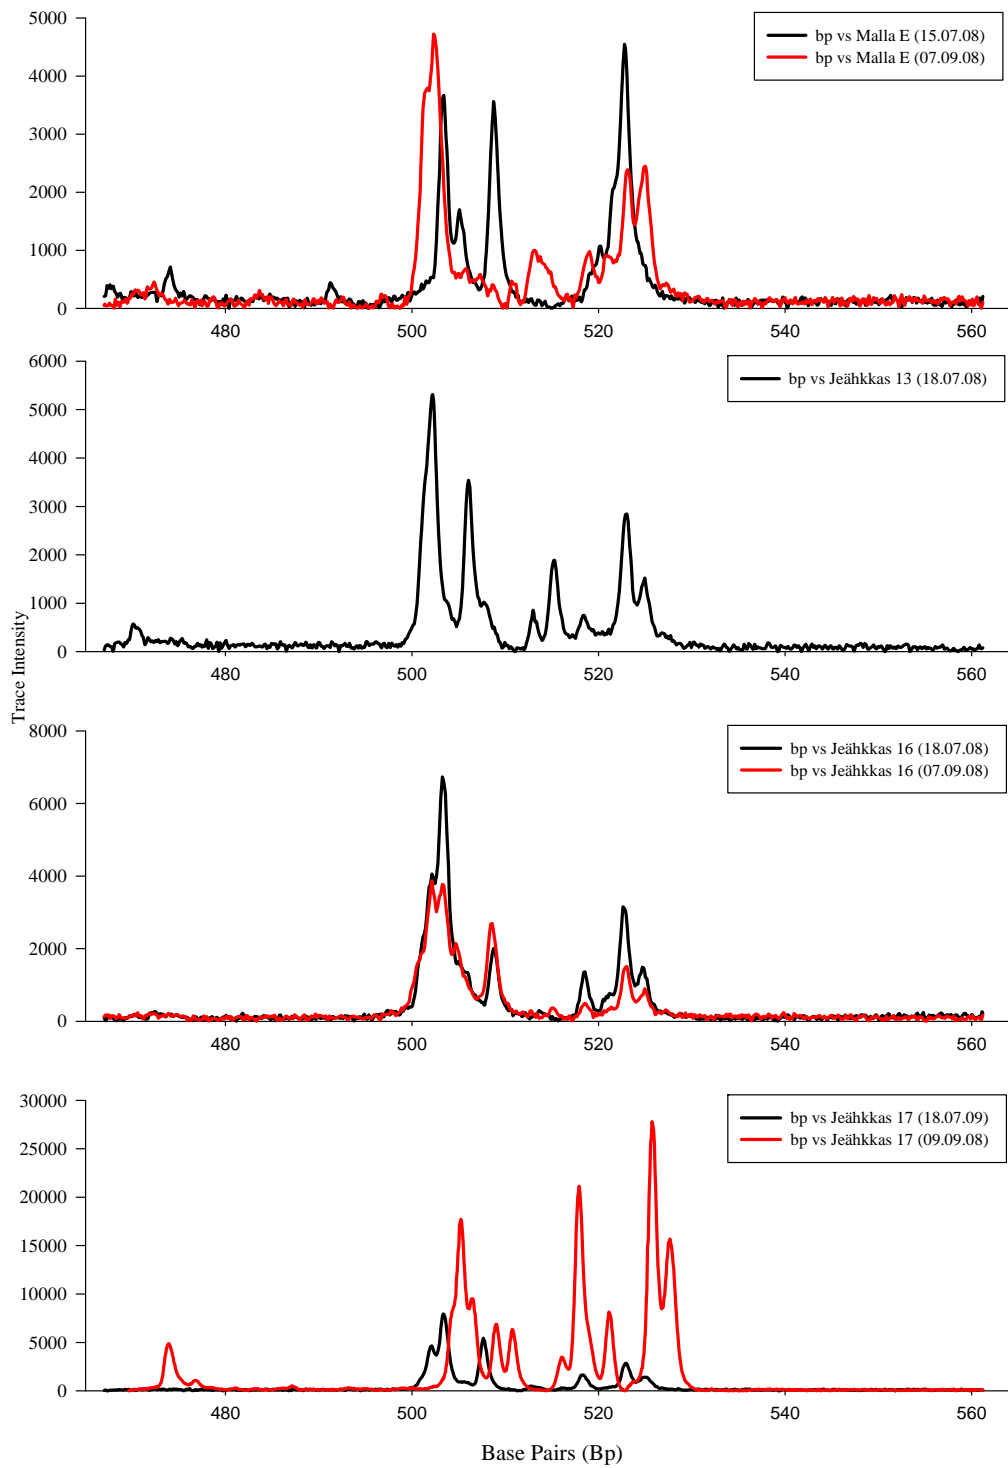 5000
4000
3000
2000
1000
0
bp vs Malla E (15.07.08)
bp vs Malla E (07.09.08)
480 500 520 540 560
6000
5000
4000
3000
2000
1000
0
bp vs Jeähkkas 13 (18.07.08)
480 500 520 540 560
Trace Intensity
8000
6000
4000
2000
0
bp vs Jeähkkas 16 (18.07.08)
bp vs Jeähkkas 16 (07.09.08)
480 500 520 540 560
30000
25000
20000
15000
10000
5000
0
bp vs Jeähkkas 17 (18.07.09)
bp vs Jeähkkas 17 (09.09.08)
480 500 520 540 560
Base Pairs (Bp)